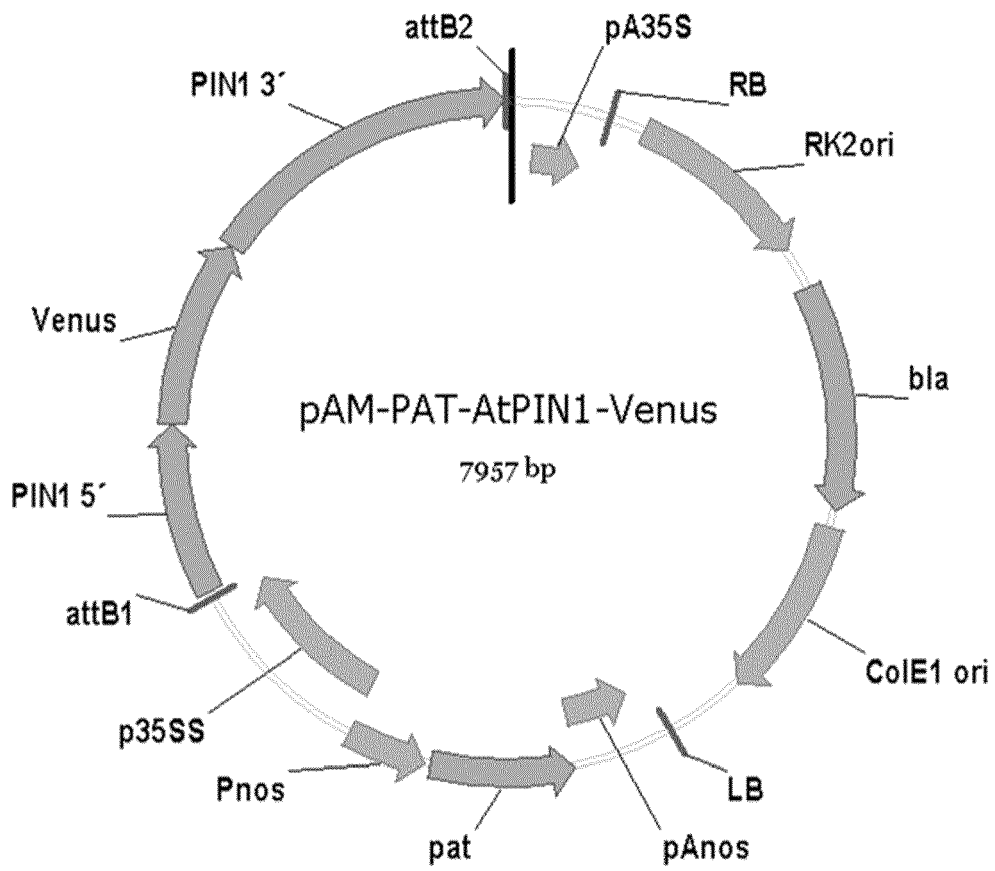 attB2
pA35S
PIN1 3´
RB
RK2ori
Venus
bla
pAM-PAT-AtPIN1-Venus
7957 bp
PIN1 5´
attB1
ColE1 ori
p35SS
Pnos
LB
pat
pAnos